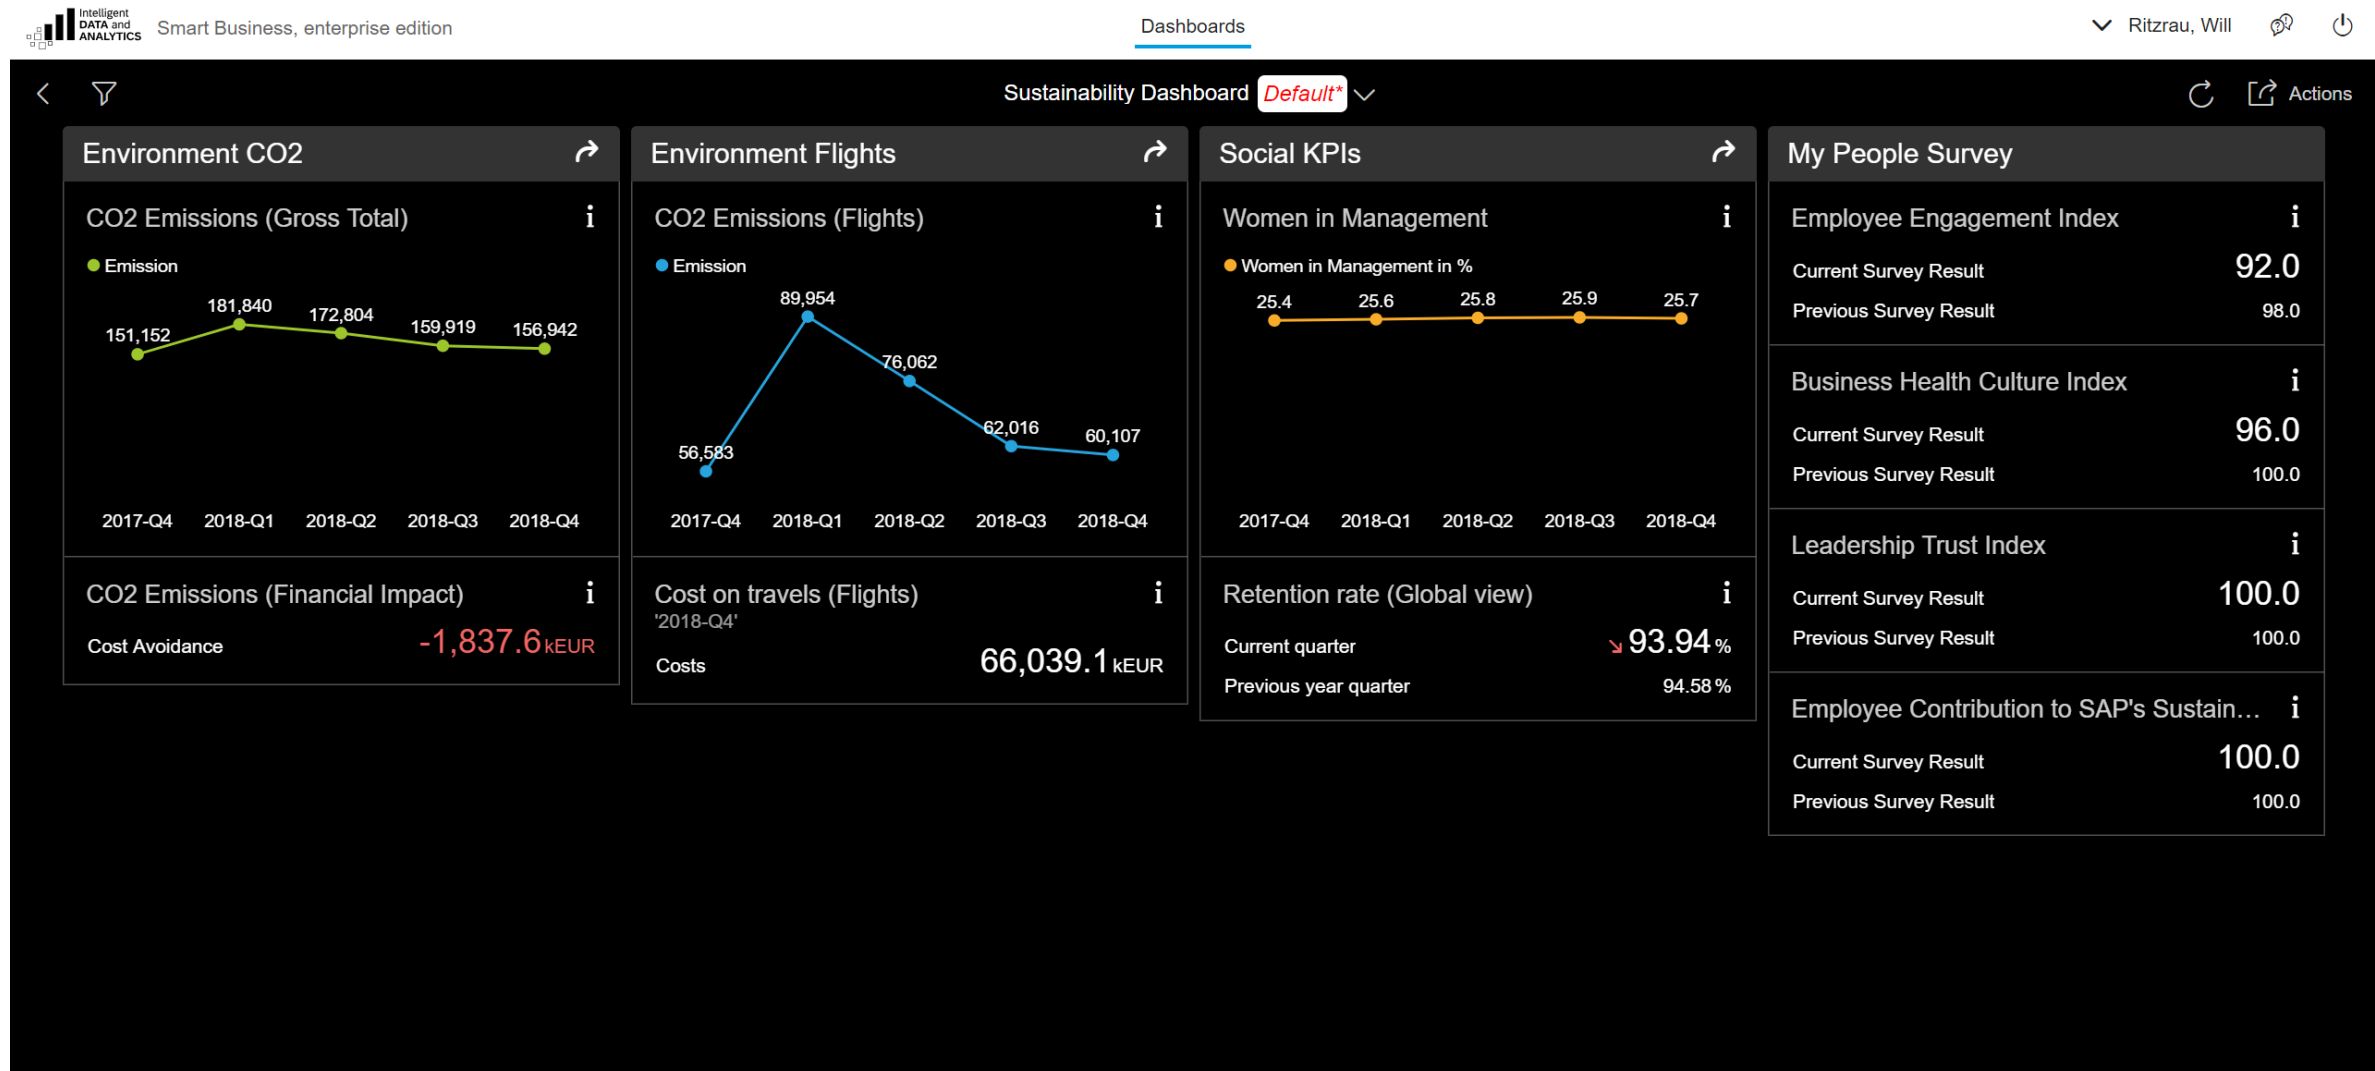 Intelligent
DATA and
ANALYTICS
Smart Business, enterprise edition
Dashboards
Ritzrau, Will
Sustainability Dashboard Default*
Actions
Environment CO2
CO2 Emissions (Gross Total)
Emission
151,152 181,840 172,804 159,919 156,942
2017-Q4 2018-Q1 2018-Q2 2018-Q3 2018-Q4
CO2 Emissions (Financial Impact)
Cost Avoidance -1,837.6 kEUR
Environment Flights
CO2 Emissions (Flights)
Emission
56,583 89,954 76,062 62,016 60,107
2017-Q4 2018-Q1 2018-Q2 2018-Q3 2018-Q4
Cost on travels (Flights)
'2018-Q4'
Costs 66,039.1 kEUR
Social KPIs
Women in Management
Women in Management in %
25.4 25.6 25.8 25.9 25.7
2017-Q4 2018-Q1 2018-Q2 2018-Q3 2018-Q4
Retention rate (Global view)
Current quarter 93.94 %
Previous year quarter 94.58 %
My People Survey
Employee Engagement Index
Current Survey Result 92.0
Previous Survey Result 98.0
Business Health Culture Index
Current Survey Result 96.0
Previous Survey Result 100.0
Leadership Trust Index
Current Survey Result 100.0
Previous Survey Result 100.0
Employee Contribution to SAP's Sustain...
Current Survey Result 100.0
Previous Survey Result 100.0